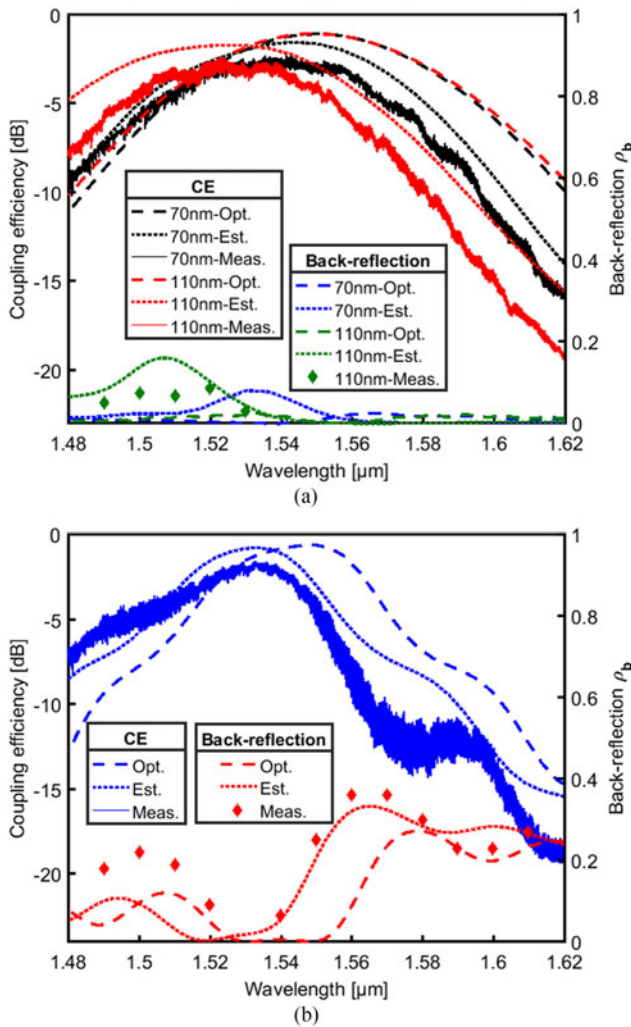 0
-5
-10
-15
-20
Coupling efficiency [dB]
1
0.8
0.6
0.4
0.2
0
Back-reflection ρb
CE
70nm-Opt.
70nm-Est.
70nm-Meas.
110nm-Opt.
110nm-Est.
110nm-Meas.
Back-reflection
70nm-Opt.
70nm-Est.
110nm-Opt.
110nm-Est.
110nm-Meas.
1.48 1.5 1.52 1.54 1.56 1.58 1.6 1.62
Wavelength [µm]
(a)
0
-5
-10
-15
-20
Coupling efficiency [dB]
1
0.8
0.6
0.4
0.2
0
Back-reflection ρb
CE
Opt.
Est.
Meas.
Back-reflection
Opt.
Est.
Meas.
1.48 1.5 1.52 1.54 1.56 1.58 1.6 1.62
Wavelength [µm]
(b)